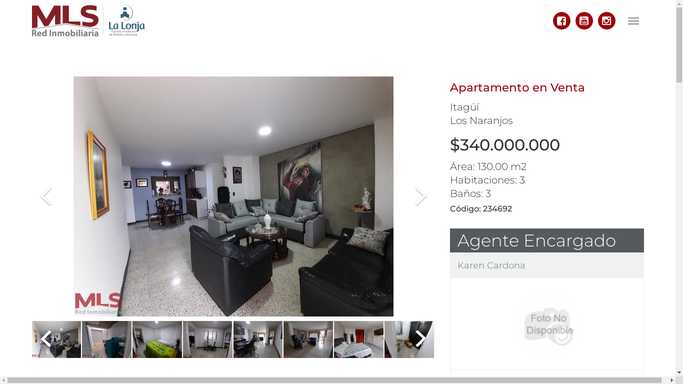 MLS
Red Inmobiliaria
La Lonja
Apartamento en Venta
Itagüí
Los Naranjos
$340.000.000
Área: 130.00 m2
Habitaciones: 3
Baños: 3
Código: 234692
MLS
Red Inmobiliaria
Agente Encargado
Karen Cardona
Foto No
Disponible